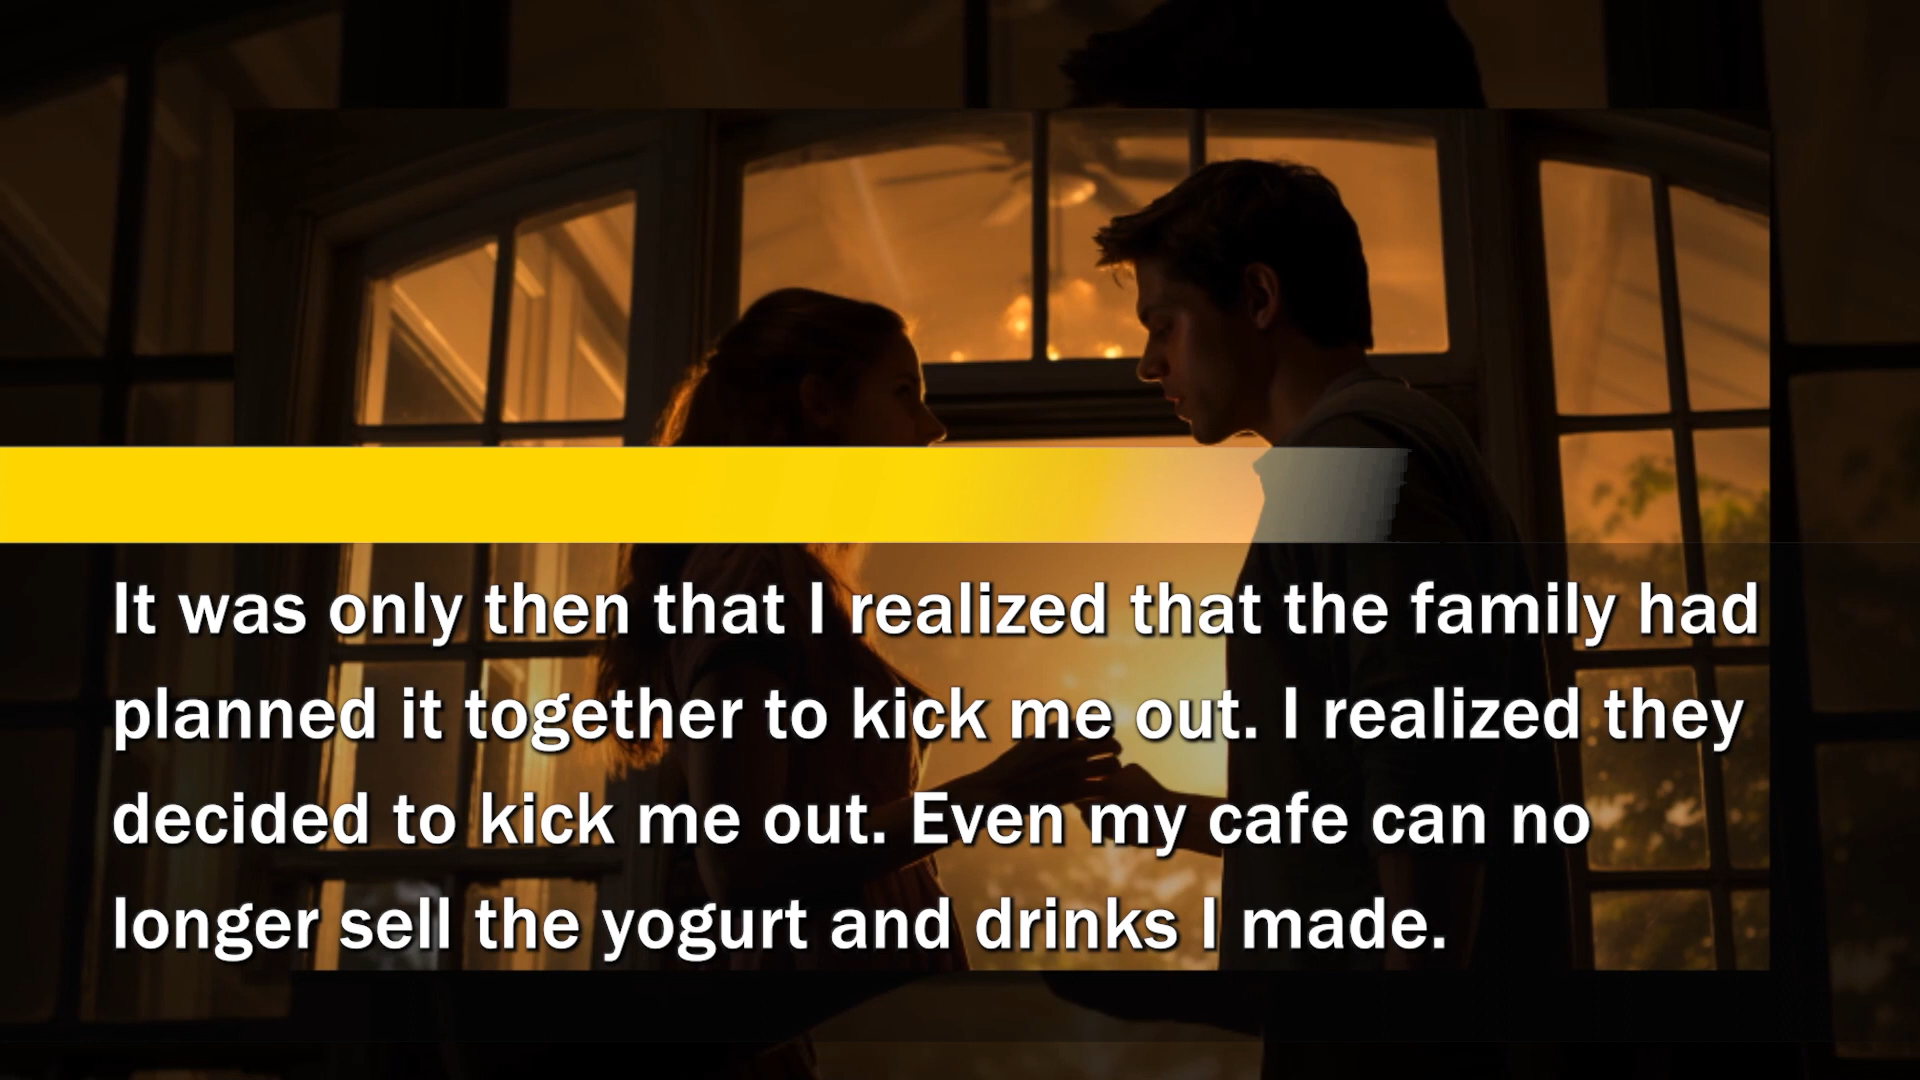 It was only then that I realized that the family had
planned it together to kick me out. I realized they
decided to kick me out. Even my cafe can no
longer sell the yogurt and drinks I made.